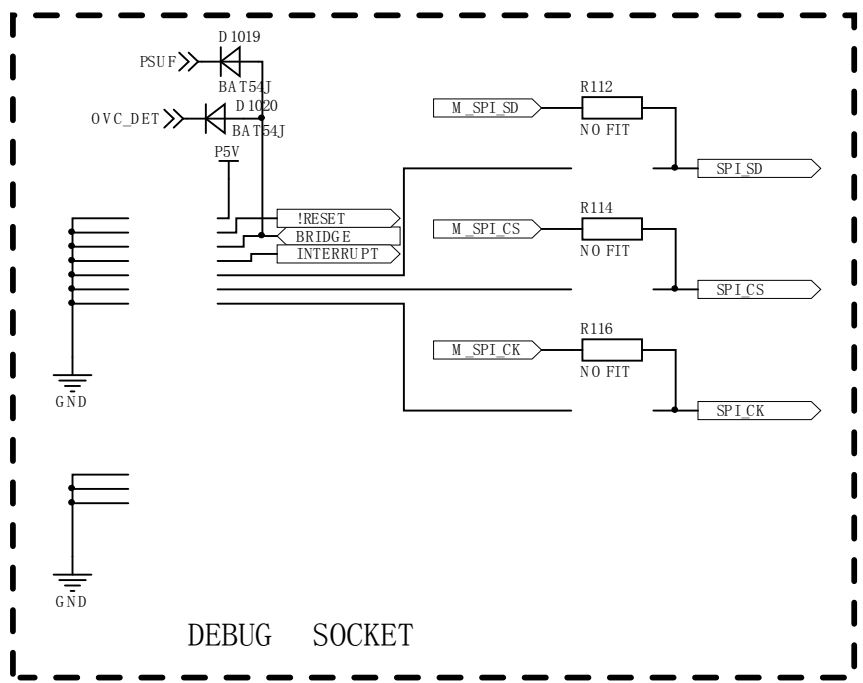 D1019
PSUF
BAT54J
D1020
OVC_DET
BAT54J
P5V
R112
M_SPI_SD
NO FIT
SPI_SD
!RESET
BRIDGE
INTERRUPT
R114
M_SPI_CS
NO FIT
SPI_CS
R116
M_SPI_CK
NO FIT
SPI_CK
GND
GND
DEBUG SOCKET